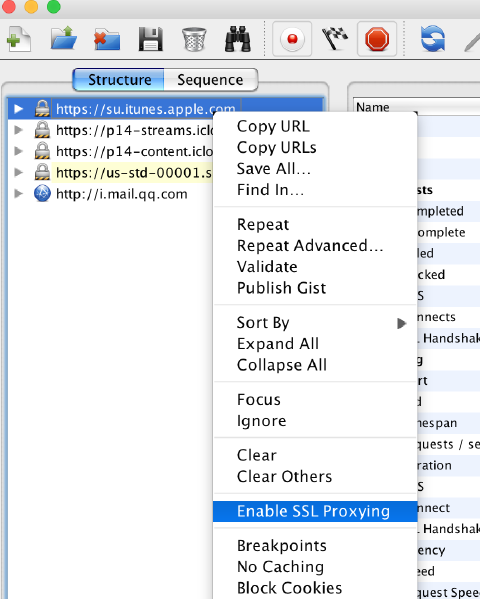 Structure Sequence
https://su.itunes.apple.com
https://p14-streams.iclo
https://p14-content.iclo
https://us-std-00001.s
http://i.mail.qq.com
Copy URL
Copy URLs
Save All...
Find In...
Repeat
Repeat Advanced...
Validate
Publish Gist
Sort By
Expand All
Collapse All
Focus
Ignore
Clear
Clear Others
Enable SSL Proxying
Breakpoints
No Caching
Block Cookies
Name
sts
mpleted
complete
led
cked
S
nnects
L Handshak
g
rt
d
nespan
quests / se
ration
S
nnect
L Handshak
ency
eed
quest Speed